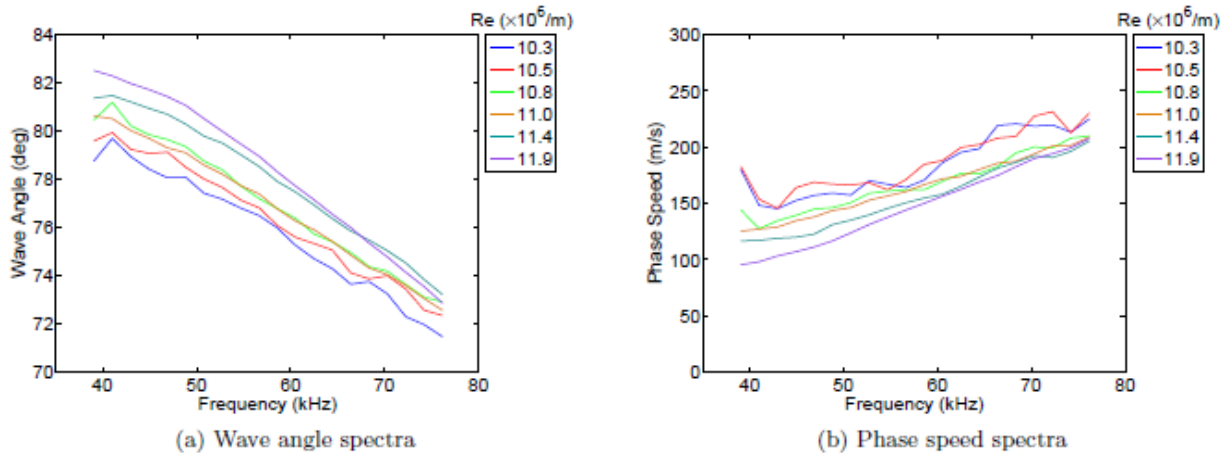 Re (×10⁶/m)
10.3
10.5
10.8
11.0
11.4
11.9
84
82
80
78
76
74
72
70
Wave Angle (deg)
40 50 60 70 80
Frequency (kHz)
(a) Wave angle spectra
Re (×10⁶/m)
10.3
10.5
10.8
11.0
11.4
11.9
300
250
200
150
100
50
0
Phase Speed (m/s)
40 50 60 70 80
Frequency (kHz)
(b) Phase speed spectra